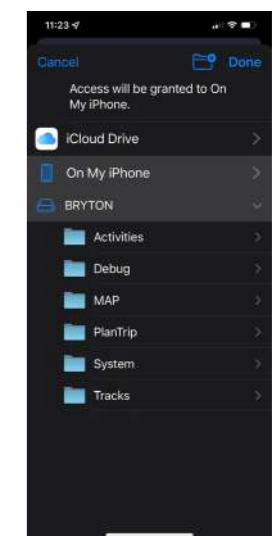 11:23
Cancel
Done
Access will be granted to On
My iPhone.
iCloud Drive
On My iPhone
BRYTON
Activities
Debug
MAP
PlanTrip
System
Tracks